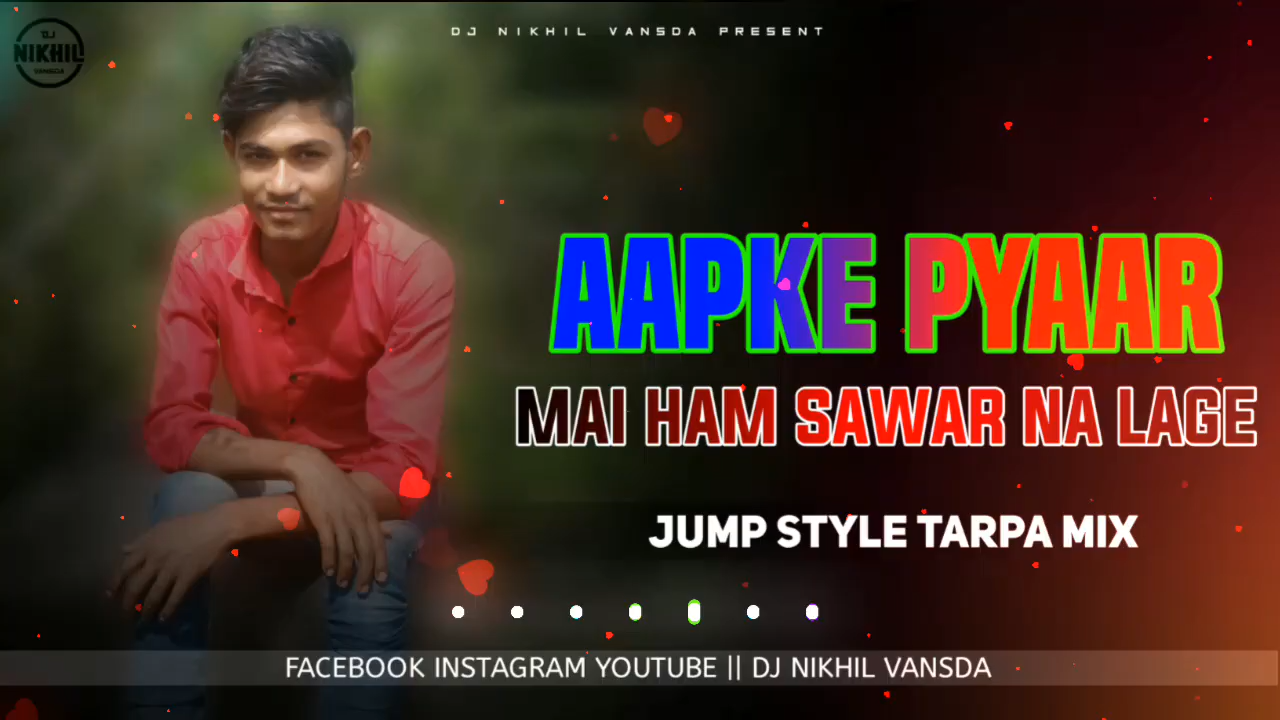 DJ NIKHIL VANSDA PRESENT
DJ
NIKHIL
VANSDA
AAPKE PYAAR
MAI HAM SAWAR NA LAGE
JUMP STYLE TARPA MIX
FACEBOOK INSTAGRAM YOUTUBE || DJ NIKHIL VANSDA